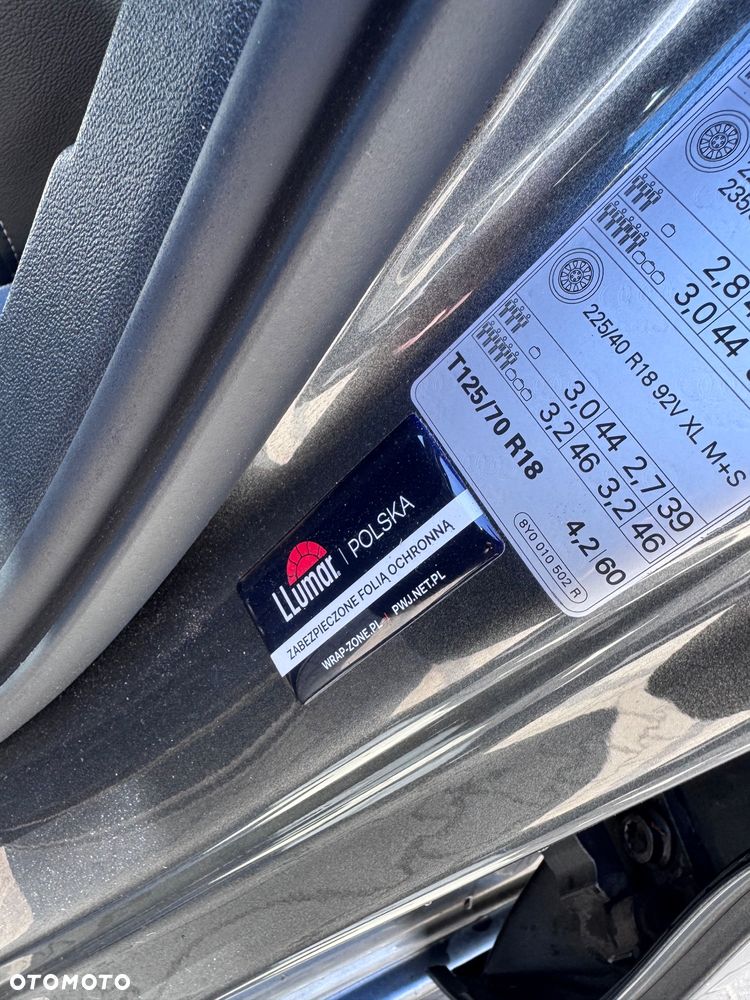 235/
2,8
3,0 44
225/40 R18 92V XL M+S
3,0 44 2,7 39
3,2 46 3,2 46
T125/70 R18 4,2 60
8Y0 010 502 R
LLumar. | POLSKA
ZABEZPIECZONE FOLIĄ OCHRONNĄ
WRAP-ZONE.PL | PWJ.NET.PL
OTOMOTO